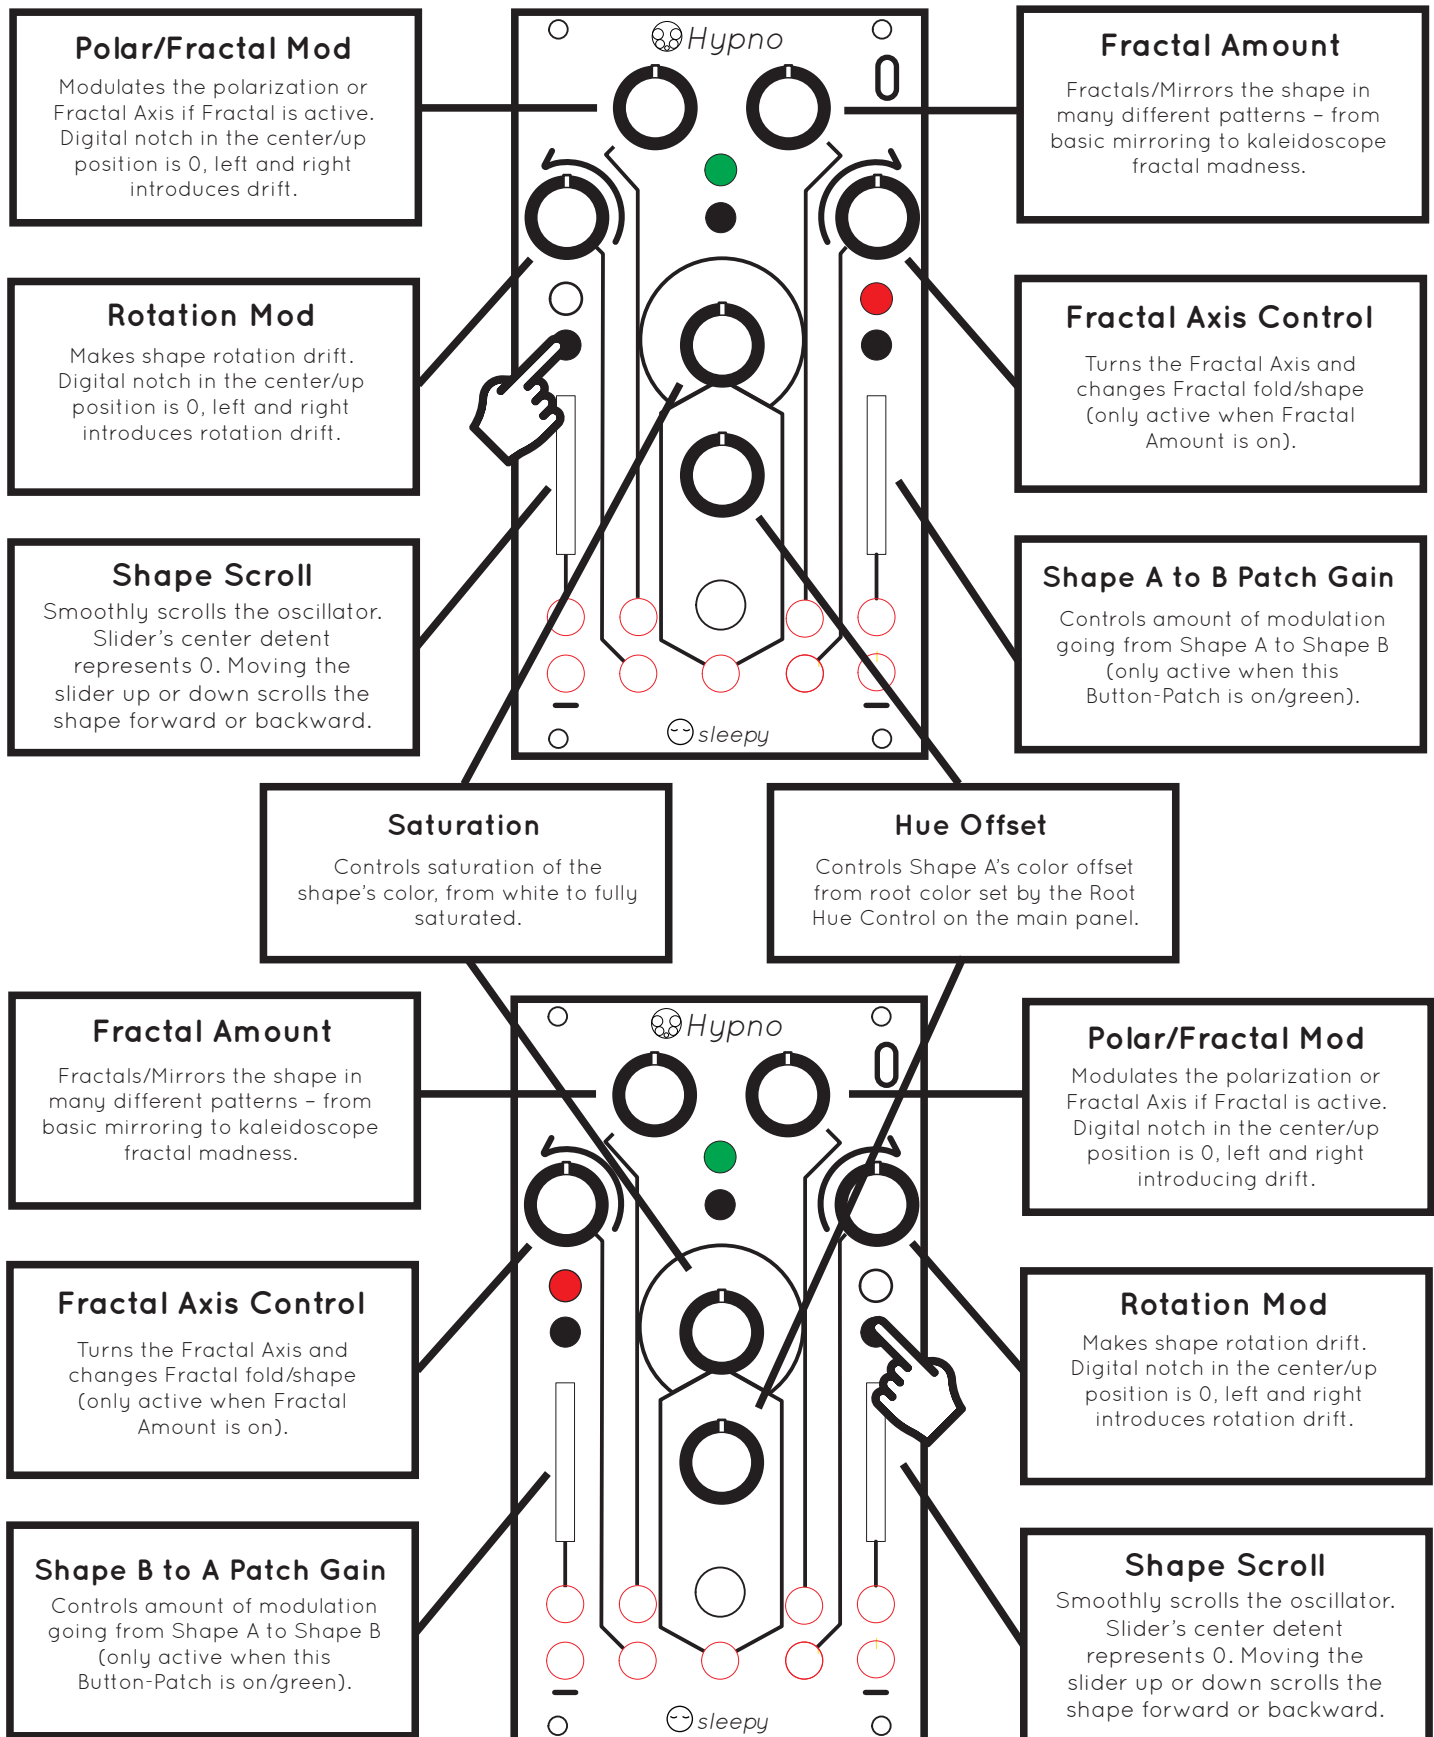 Polar/Fractal Mod
Modulates the polarization or
Fractal Axis if Fractal is active.
Digital notch in the center/up
position is 0, left and right
introduces drift.
Hypno
Fractal Amount
Fractals/Mirrors the shape in
many different patterns – from
basic mirroring to kaleidoscope
fractal madness.
Rotation Mod
Makes shape rotation drift.
Digital notch in the center/up
position is 0, left and right
introduces rotation drift.
Fractal Axis Control
Turns the Fractal Axis and
changes Fractal fold/shape
(only active when Fractal
Amount is on).
Shape Scroll
Smoothly scrolls the oscillator.
Slider's center detent
represents 0. Moving the
slider up or down scrolls the
shape forward or backward.
Shape A to B Patch Gain
Controls amount of modulation
going from Shape A to Shape B
(only active when this
Button-Patch is on/green).
sleepy
Saturation
Controls saturation of the
shape's color, from white to fully
saturated.
Hue Offset
Controls Shape A's color offset
from root color set by the Root
Hue Control on the main panel.
Fractal Amount
Fractals/Mirrors the shape in
many different patterns – from
basic mirroring to kaleidoscope
fractal madness.
Hypno
Polar/Fractal Mod
Modulates the polarization or
Fractal Axis if Fractal is active.
Digital notch in the center/up
position is 0, left and right
introducing drift.
Fractal Axis Control
Turns the Fractal Axis and
changes Fractal fold/shape
(only active when Fractal
Amount is on).
Rotation Mod
Makes shape rotation drift.
Digital notch in the center/up
position is 0, left and right
introduces rotation drift.
Shape B to A Patch Gain
Controls amount of modulation
going from Shape A to Shape B
(only active when this
Button-Patch is on/green).
Shape Scroll
Smoothly scrolls the oscillator.
Slider's center detent
represents 0. Moving the
slider up or down scrolls the
shape forward or backward.
sleepy